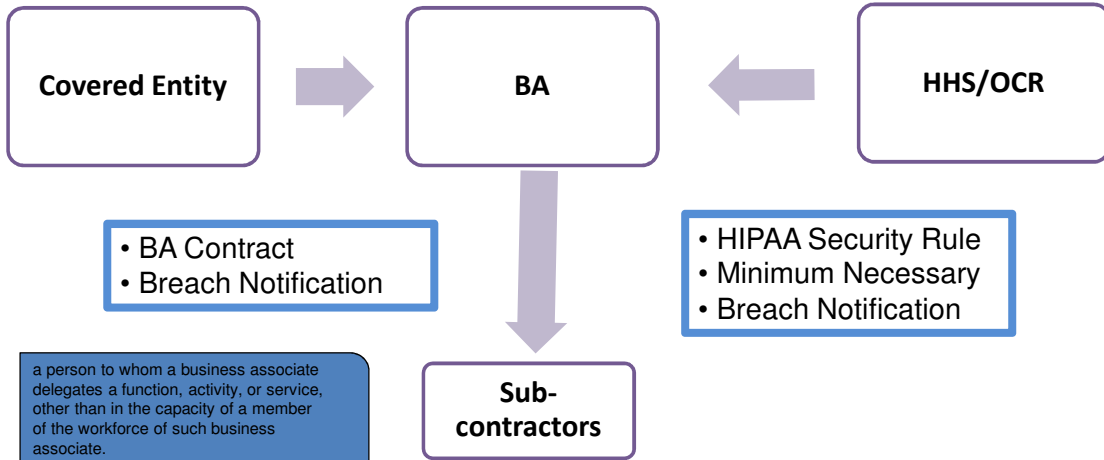 Covered Entity
BA
HHS/OCR
• BA Contract
• Breach Notification
• HIPAA Security Rule
• Minimum Necessary
• Breach Notification
a person to whom a business associate
delegates a function, activity, or service,
other than in the capacity of a member
of the workforce of such business
associate.
Sub-
contractors